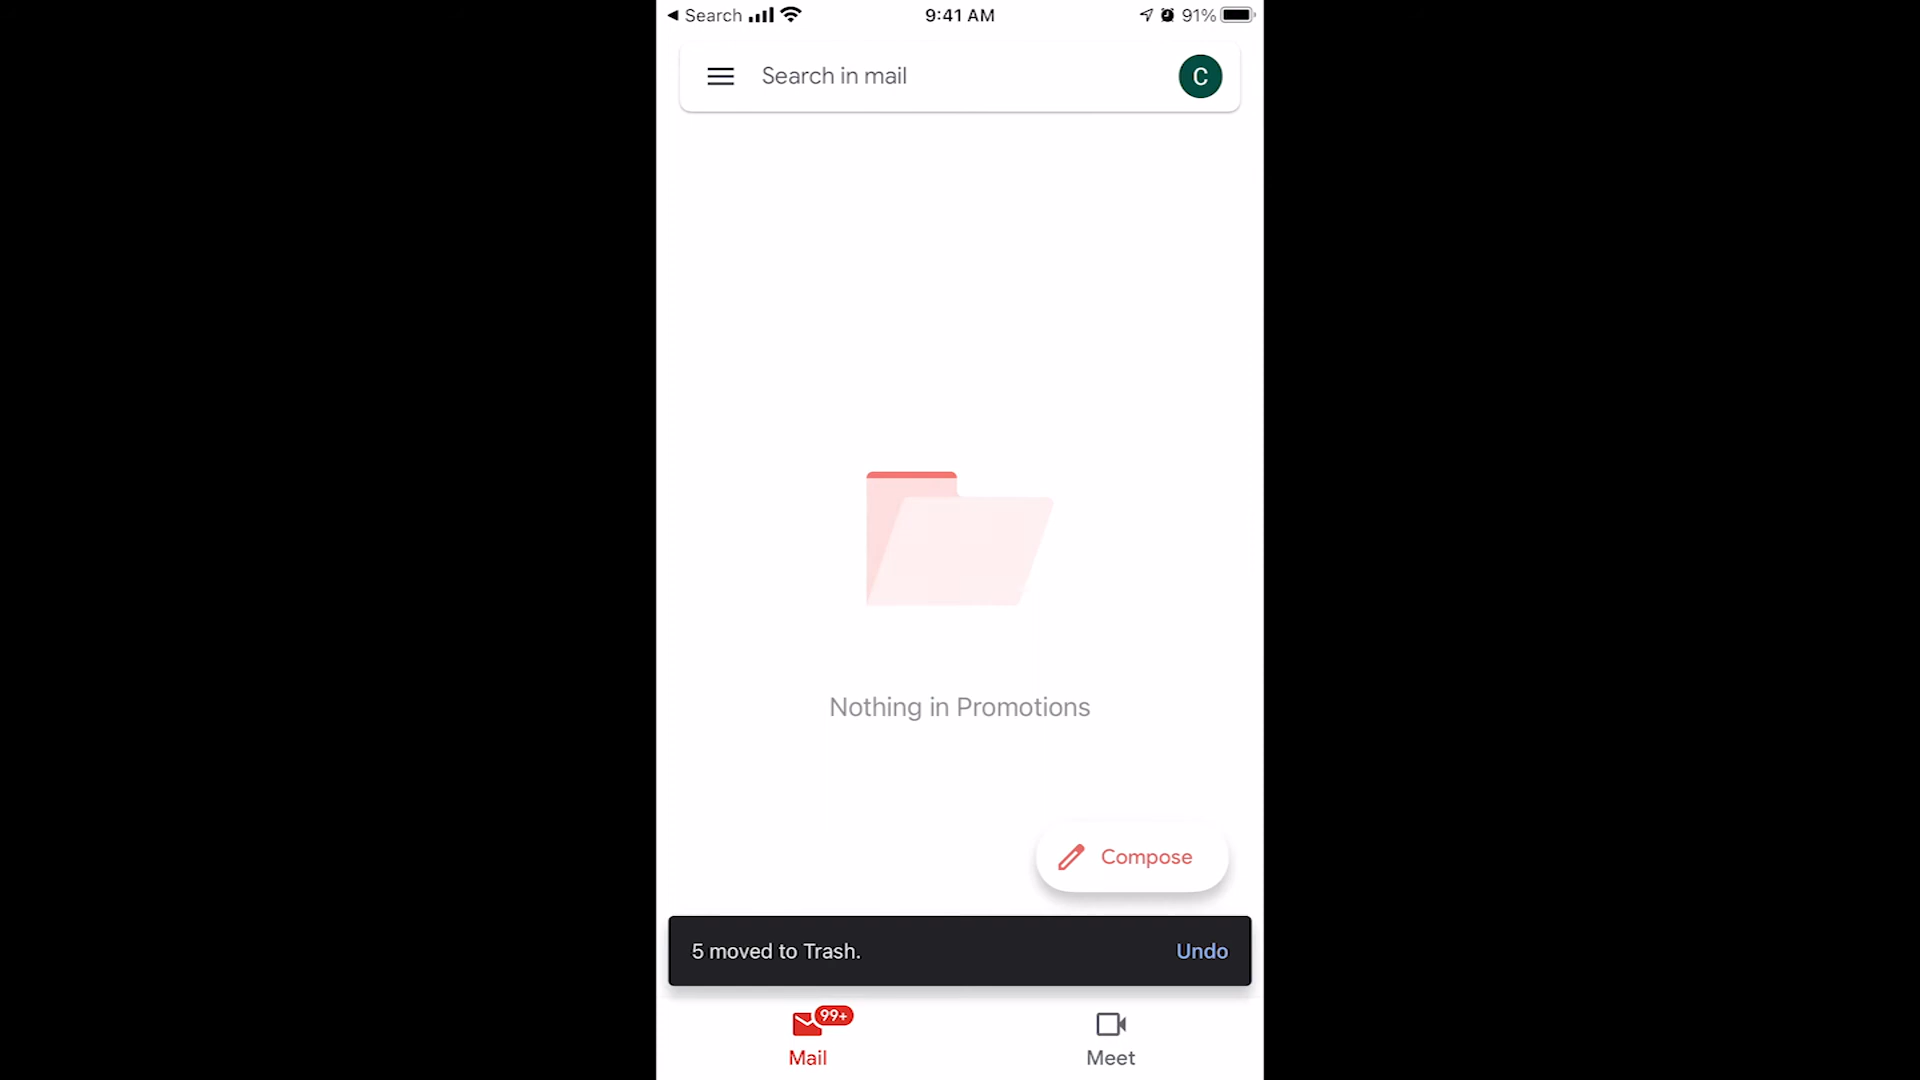 ◀ Search
9:41 AM
91%
Search in mail
C
Nothing in Promotions
Compose
5 moved to Trash.
Undo
99+
Mail
Meet